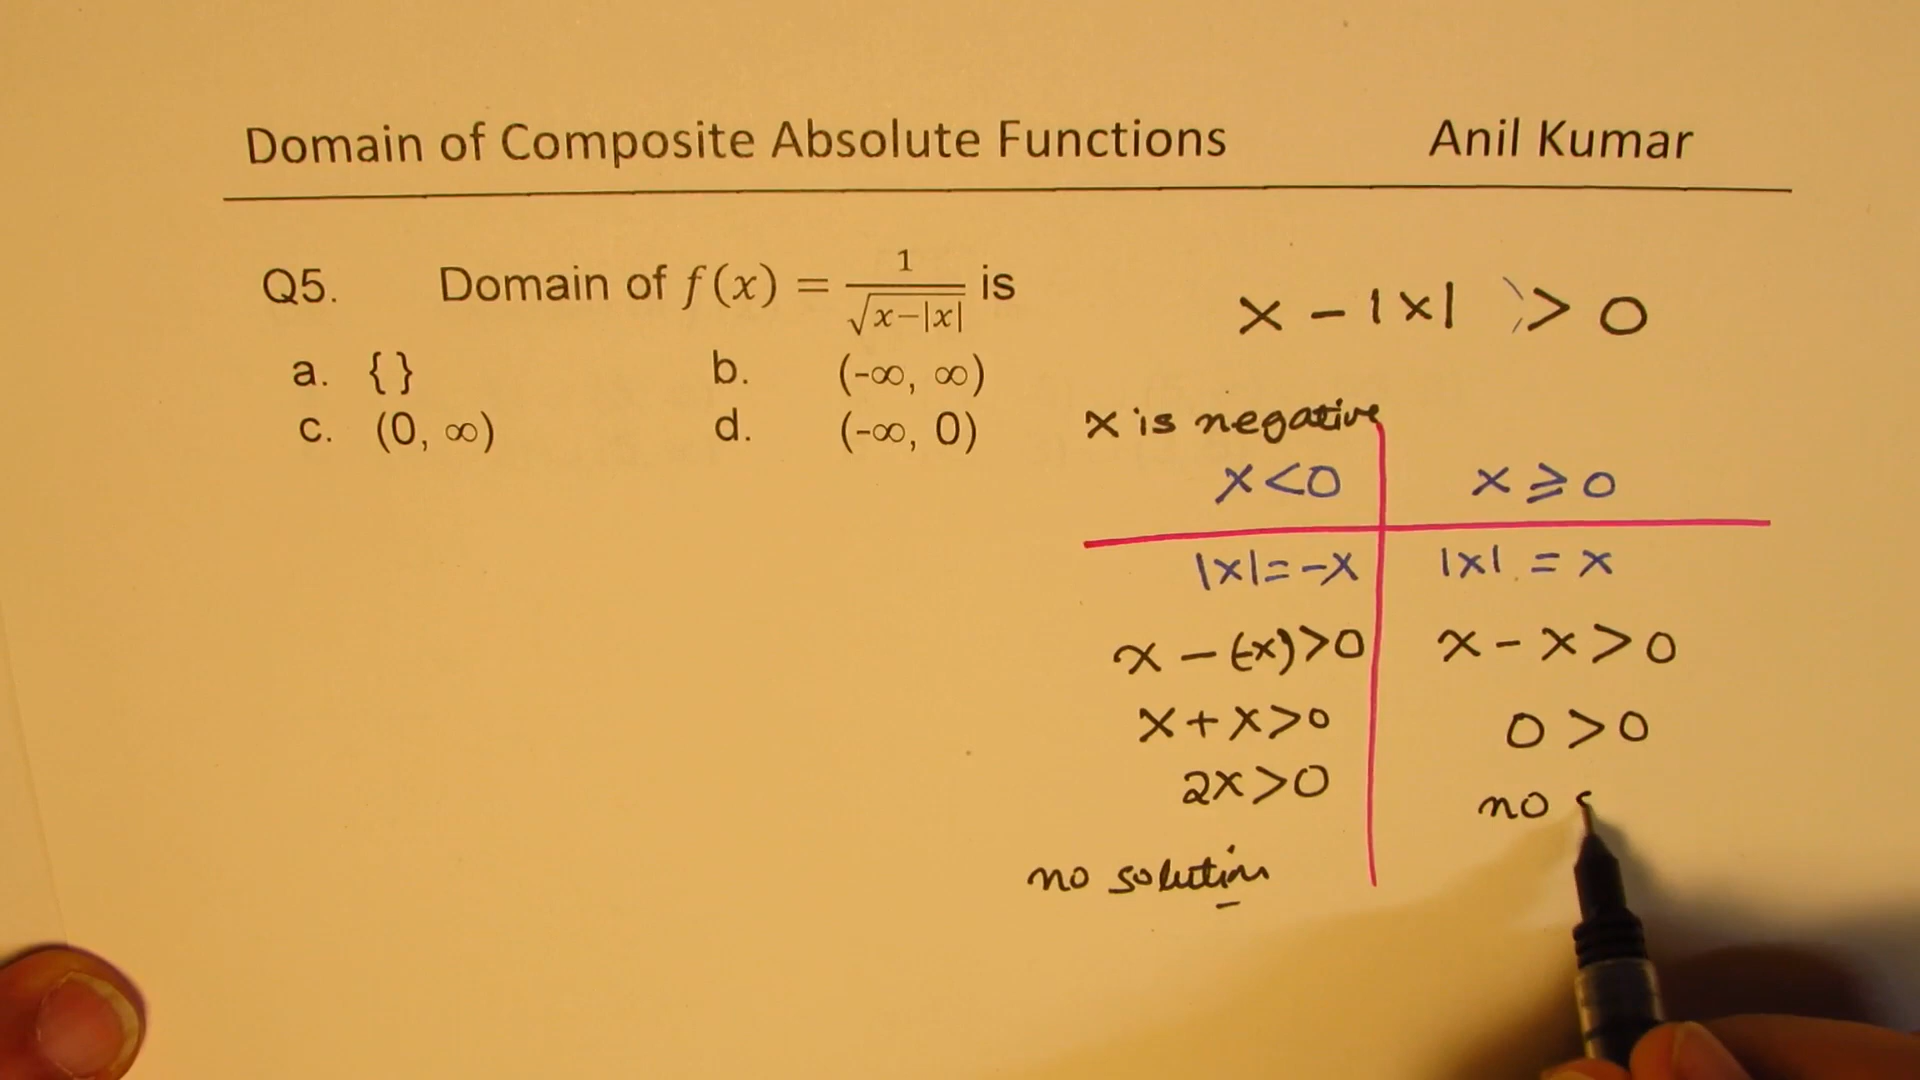 Domain of Composite Absolute Functions Anil Kumar
Q5. Domain of f(x) = 1/√(x−|x|) is
a. { } b. (-∞, ∞)
c. (0, ∞) d. (-∞, 0)
x - |x| > 0
x is negative
x<0 x ≥ 0
|x|=-x |x| = x
x - (-x)>0 x - x > 0
x + x > 0 0 > 0
2x > 0 no s
no solution